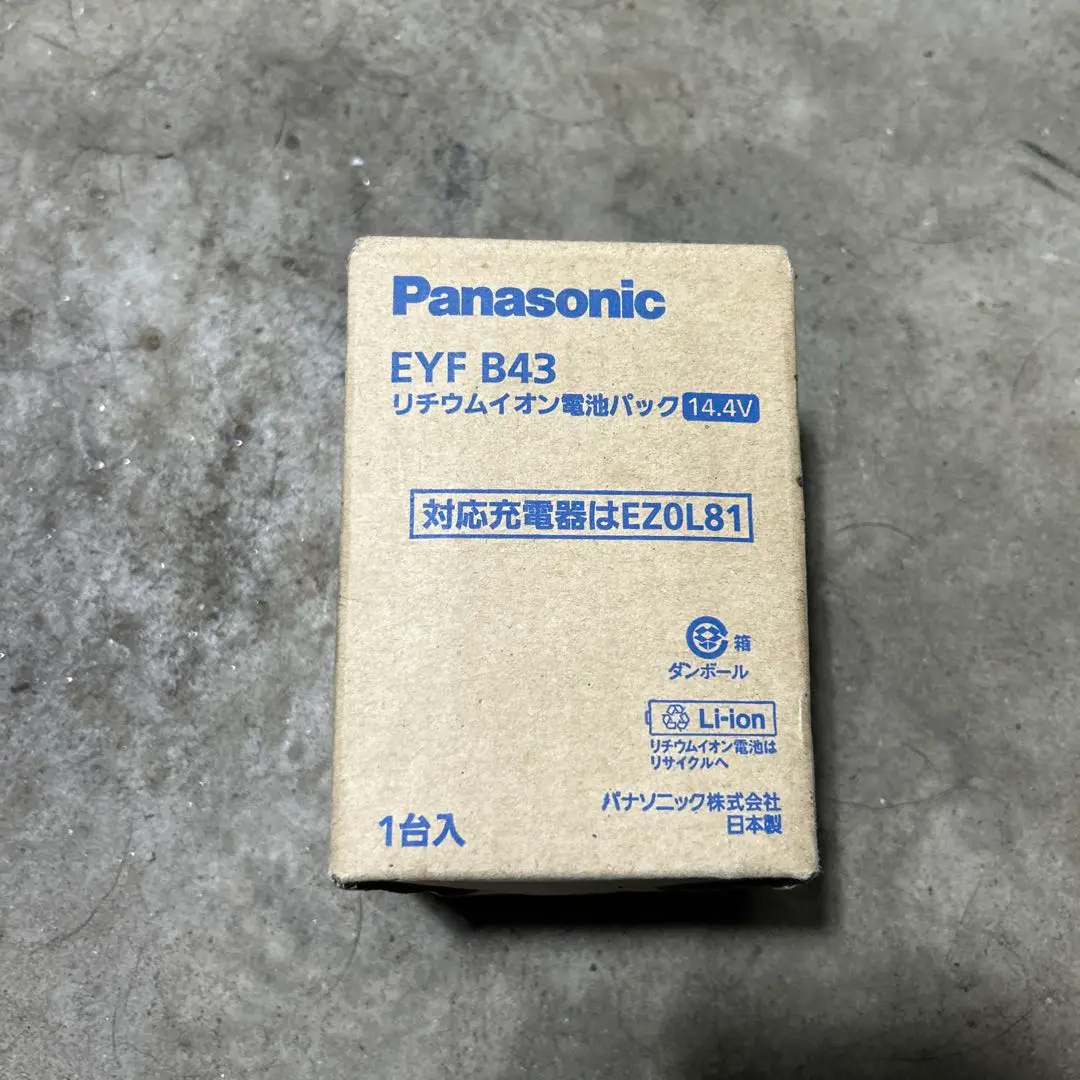 Panasonic
EYF B43
リチウムイオン電池パック 14.4V
対応充電器はEZ0L81
箱
ダンボール
Li-ion
リチウムイオン電池は
リサイクルへ
パナソニック株式会社
日本製
1台入